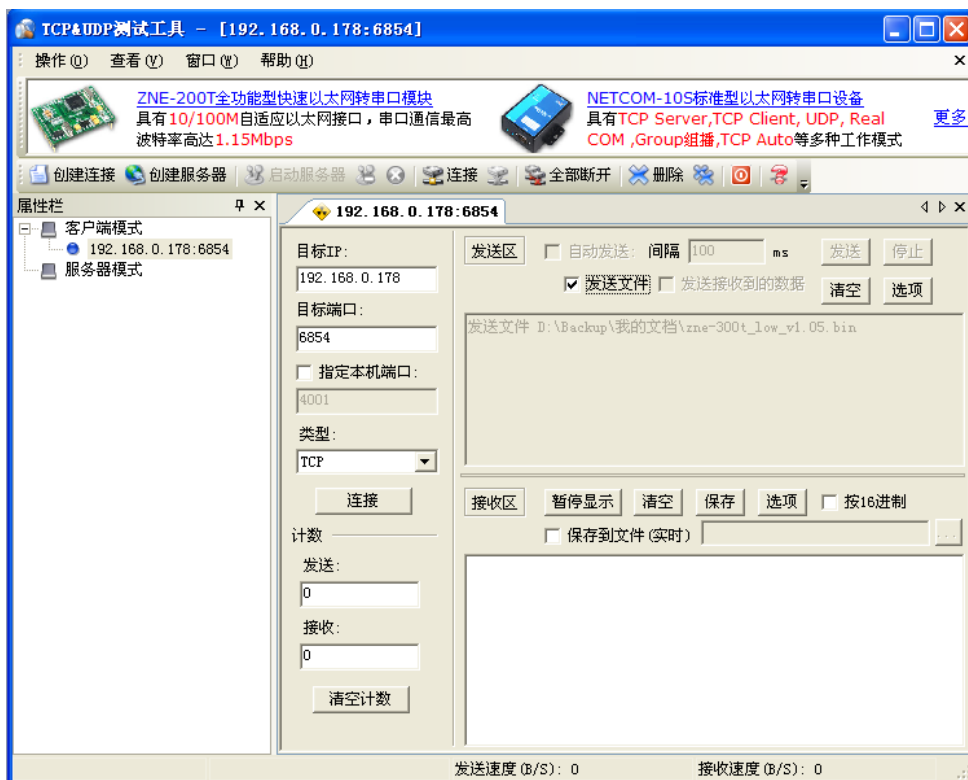 TCP&UDP测试工具 - [192.168.0.178:6854]
操作(O) 查看(V) 窗口(W) 帮助(H)
ZNE-200T全功能型快速以太网转串口模块
具有10/100M自适应以太网接口，串口通信最高
波特率高达1.15Mbps
NETCOM-10S标准型以太网转串口设备
具有TCP Server,TCP Client, UDP, Real
COM ,Group组播,TCP Auto等多种工作模式
更多
创建连接 创建服务器 启动服务器 连接 全部断开 删除
属性栏
客户端模式
192.168.0.178:6854
服务器模式
192.168.0.178:6854
目标IP:
192.168.0.178
目标端口:
6854
指定本机端口:
4001
类型:
TCP
连接
计数
发送:
0
接收:
0
清空计数
发送区 自动发送: 间隔 100 ms 发送 停止
发送文件 发送接收到的数据 清空 选项
发送文件 D:\Backup\我的文档\zne-300t_low_v1.05.bin
接收区 暂停显示 清空 保存 选项 按16进制
保存到文件(实时) ...
发送速度(B/S): 0 接收速度(B/S): 0